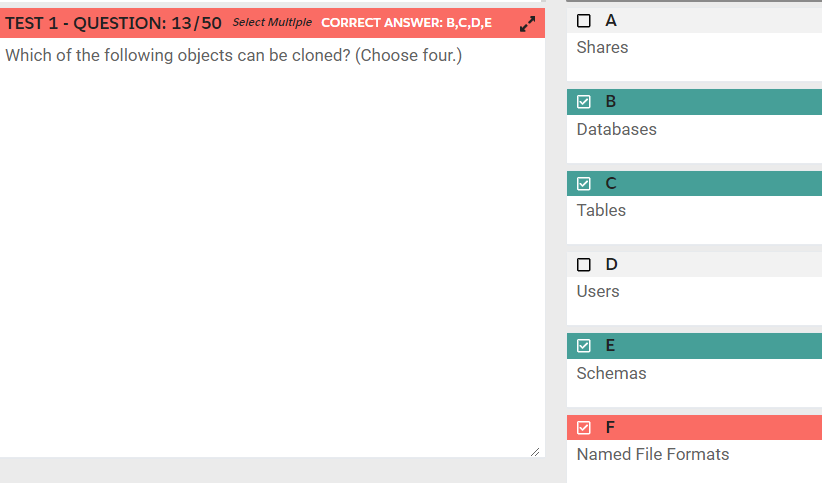 TEST 1 - QUESTION: 13/50 Select Multiple CORRECT ANSWER: B,C,D,E
Which of the following objects can be cloned? (Choose four.)
A
Shares
B
Databases
C
Tables
D
Users
E
Schemas
F
Named File Formats